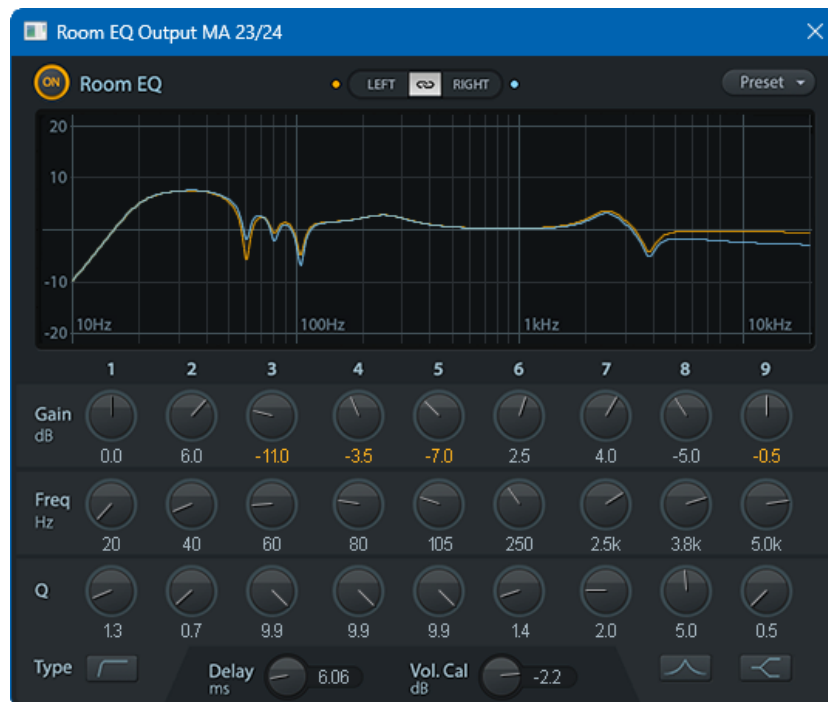 Room EQ Output MA 23/24
ON Room EQ LEFT RIGHT Preset
20
10
-10
-20 10Hz 100Hz 1kHz 10kHz
1 2 3 4 5 6 7 8 9
Gain
dB
0.0 6.0 -11.0 -3.5 -7.0 2.5 4.0 -5.0 -0.5
Freq
Hz
20 40 60 80 105 250 2.5k 3.8k 5.0k
Q
1.3 0.7 9.9 9.9 9.9 1.4 2.0 5.0 0.5
Type Delay 6.06 Vol. Cal -2.2
ms dB